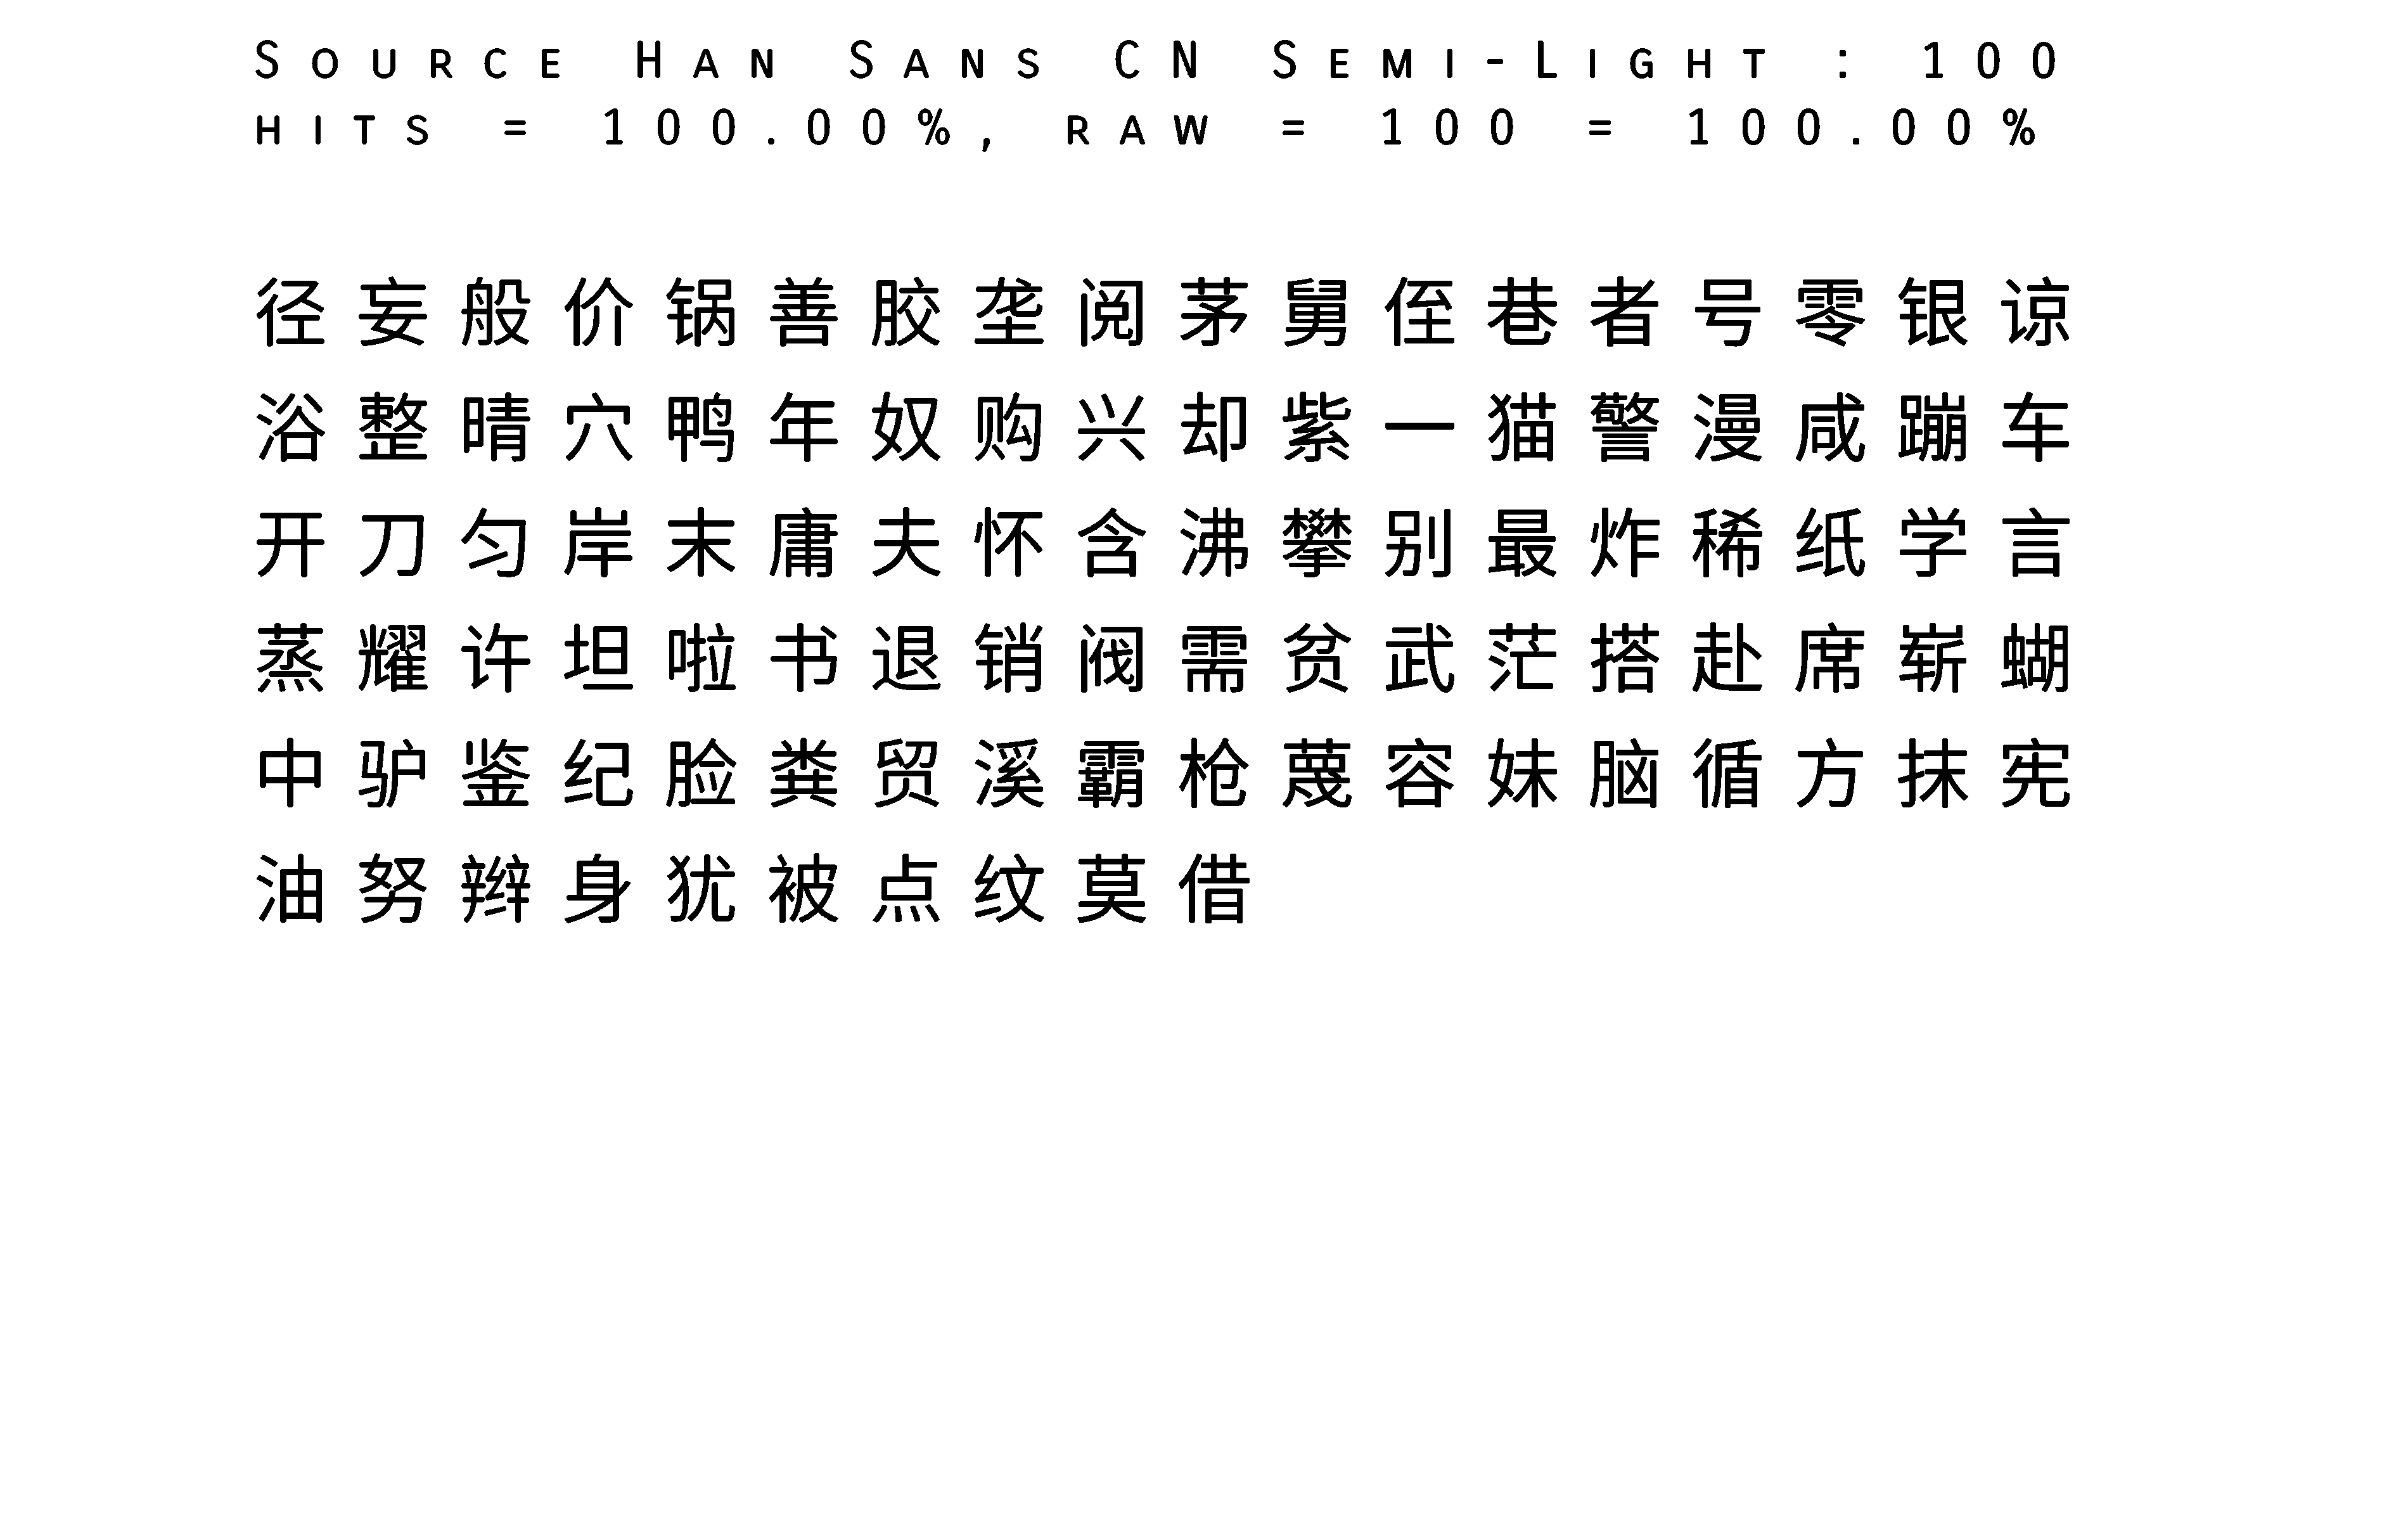 Source Han Sans CN Semi-Light : 100
hits = 100.00%, raw = 100 = 100.00%
径妄般价锅善胶垄阅茅舅侄巷者号零银谅
浴整晴穴鸭年奴购兴却紫一猫警漫咸蹦车
开刀匀岸末庸夫怀含沸攀别最炸稀纸学言
蒸耀许坦啦书退销阀需贫武茫搭赴席崭蝴
中驴鉴纪脸粪贸溪霸枪蔑容妹脑循方抹宪
油努辫身犹被点纹莫借